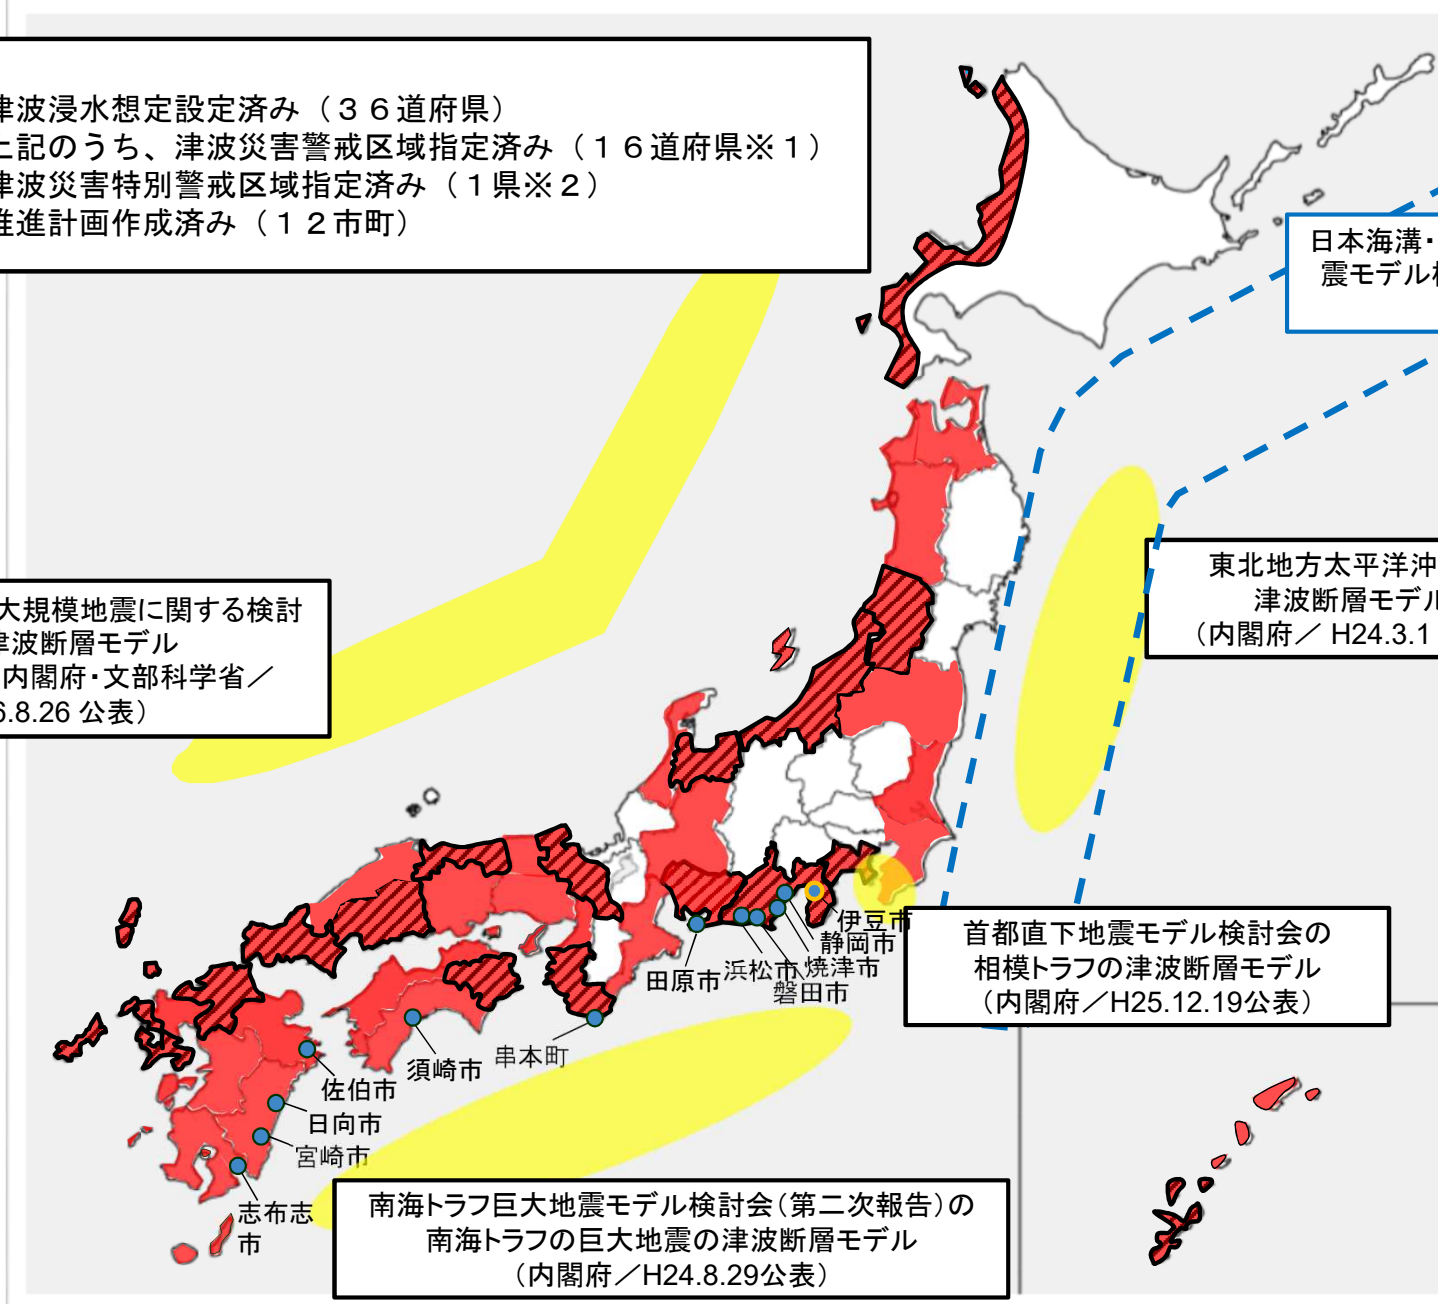 津波浸水想定設定済み（３６道府県）
上記のうち、津波災害警戒区域指定済み（１６道府県※１）
津波災害特別警戒区域指定済み（１県※２）
推進計画作成済み（１２市町）
日本海溝・
震モデル検
大規模地震に関する検討
津波断層モデル
内閣府・文部科学省／
6.8.26 公表）
東北地方太平洋沖
津波断層モデル
（内閣府／ H24.3.1
伊豆市
静岡市
焼津市
磐田市
浜松市
田原市
串本町
須崎市
佐伯市
日向市
宮崎市
志布志
市
首都直下地震モデル検討会の
相模トラフの津波断層モデル
（内閣府／H25.12.19公表）
南海トラフ巨大地震モデル検討会（第二次報告）の
南海トラフの巨大地震の津波断層モデル
（内閣府／H24.8.29公表）